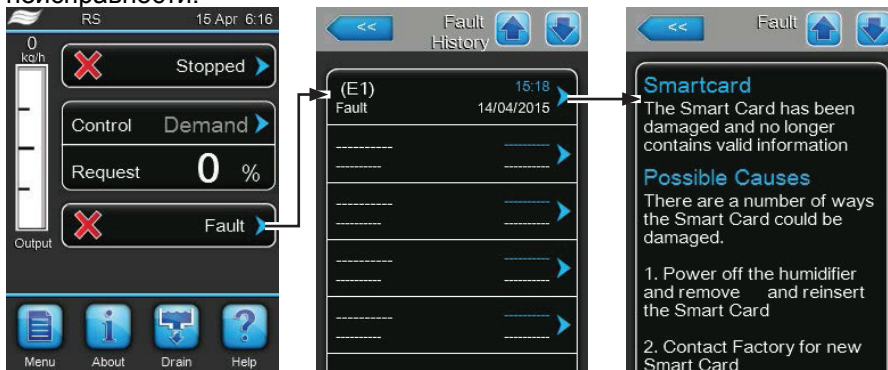 неисправности.
RS 15 Apr 6:16
0
kg/h
Stopped
Control Demand
Request 0 %
Fault
Output
Menu About Drain Help
<< Fault
History
(E1) 15:18
Fault 14/04/2015
---------- ----------
---------- ----------
---------- ----------
---------- ----------
---------- ----------
---------- ----------
---------- ----------
---------- ----------
<< Fault
Smartcard
The Smart Card has been
damaged and no longer
contains valid information
Possible Causes
There are a number of ways
the Smart Card could be
damaged.
1. Power off the humidifier
and remove and reinsert
the Smart Card
2. Contact Factory for new
Smart Card